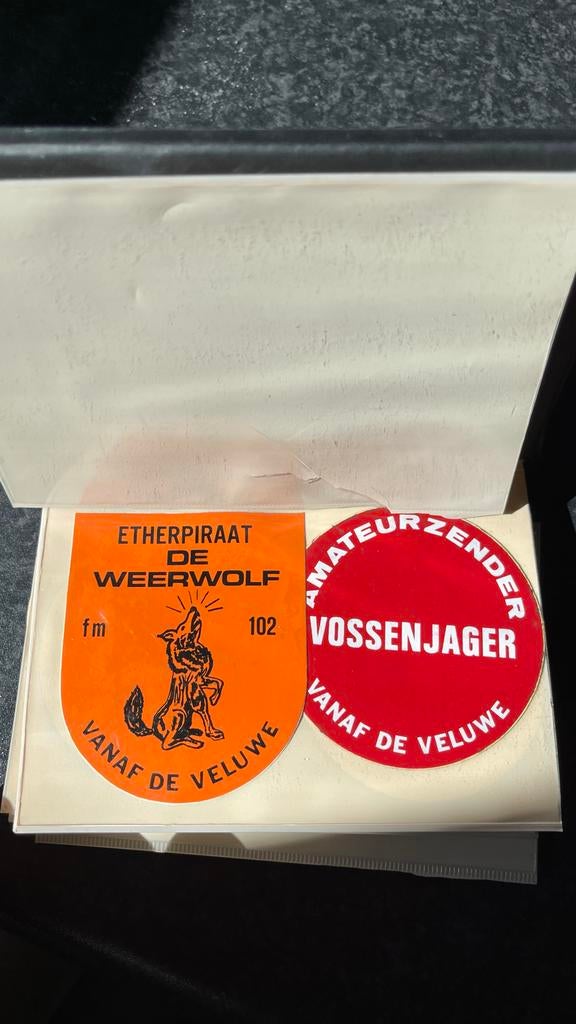 ETHERPIRAAT
DE
WEERWOLF
fm 102
VANAF DE VELUWE
AMATEURZENDER
VOSSENJAGER
VANAF DE VELUWE